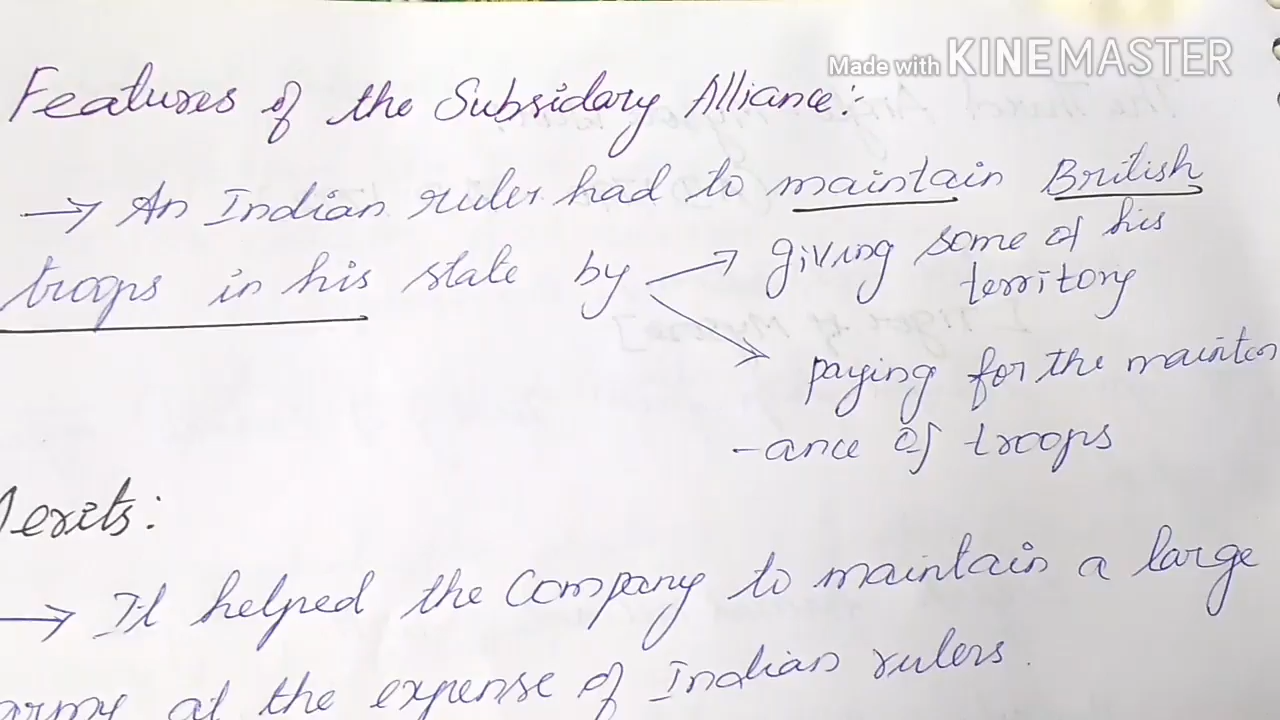 Made with KINEMASTER
Features of the Subsidary Alliance:-
→ An Indian ruler had to maintain British
troops in his state by → giving some of his
territory
→ paying for the mainten
-ance of troops
Merits:
→ It helped the Company to maintain a large
army at the expense of Indian rulers.